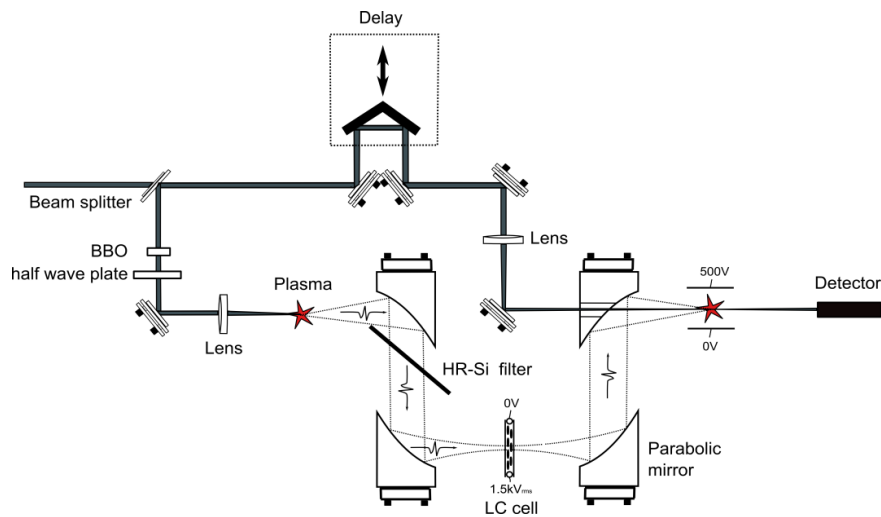 Delay
Beam splitter
BBO
half wave plate
Plasma
Lens
Lens
500V
0V
Detector
HR-Si filter
0V
1.5kVrms
LC cell
Parabolic
mirror